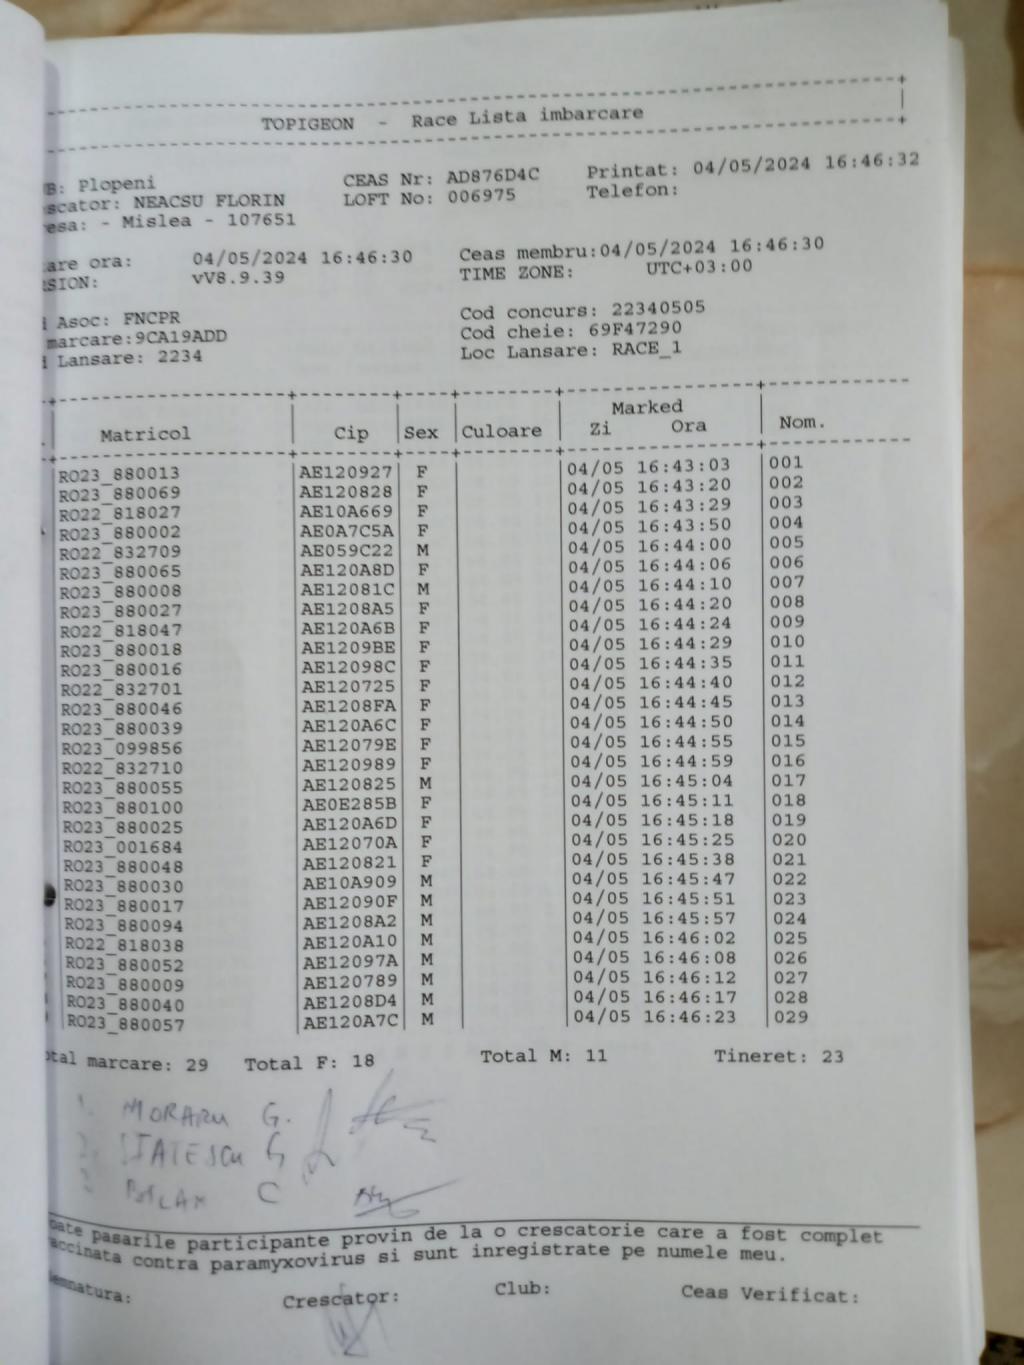 TOPIGEON - Race Lista imbarcare
B: Plopeni CEAS Nr: AD876D4C Printat: 04/05/2024 16:46:32
scator: NEACSU FLORIN LOFT No: 006975 Telefon:
esa: - Mislea - 107651
are ora: 04/05/2024 16:46:30 Ceas membru:04/05/2024 16:46:30
SION: vV8.9.39 TIME ZONE: UTC+03:00
i Asoc: FNCPR Cod concurs: 22340505
marcare:9CA19ADD Cod cheie: 69F47290
i Lansare: 2234 Loc Lansare: RACE_1
Marked
Matricol Cip Sex Culoare Zi Ora Nom.
RO23_880013 AE120927 F 04/05 16:43:03 001
RO23_880069 AE120828 F 04/05 16:43:20 002
RO22_818027 AE10A669 F 04/05 16:43:29 003
RO23_880002 AE0A7C5A F 04/05 16:43:50 004
RO22_832709 AE059C22 M 04/05 16:44:00 005
RO23_880065 AE120A8D F 04/05 16:44:06 006
RO23_880008 AE12081C M 04/05 16:44:10 007
RO23_880027 AE1208A5 F 04/05 16:44:20 008
RO22_818047 AE120A6B F 04/05 16:44:24 009
RO23_880018 AE1209BE F 04/05 16:44:29 010
RO23_880016 AE12098C F 04/05 16:44:35 011
RO22_832701 AE120725 F 04/05 16:44:40 012
RO23_880046 AE1208FA F 04/05 16:44:45 013
RO23_880039 AE120A6C F 04/05 16:44:50 014
RO23_099856 AE12079E F 04/05 16:44:55 015
RO22_832710 AE120989 F 04/05 16:44:59 016
RO23_880055 AE120825 M 04/05 16:45:04 017
RO23_880100 AE0E285B F 04/05 16:45:11 018
RO23_880025 AE120A6D F 04/05 16:45:18 019
RO23_001684 AE12070A F 04/05 16:45:25 020
RO23_880048 AE120821 F 04/05 16:45:38 021
RO23_880030 AE10A909 M 04/05 16:45:47 022
RO23_880017 AE12090F M 04/05 16:45:51 023
RO23_880094 AE1208A2 M 04/05 16:45:57 024
RO22_818038 AE120A10 M 04/05 16:46:02 025
RO23_880052 AE12097A M 04/05 16:46:08 026
RO23_880009 AE120789 M 04/05 16:46:12 027
RO23_880040 AE1208D4 M 04/05 16:46:17 028
RO23_880057 AE120A7C M 04/05 16:46:23 029
tal marcare: 29 Total F: 18 Total M: 11 Tineret: 23
1. MORARU G.
2. G
C
oate pasarile participante provin de la o crescatorie care a fost complet
accinata contra paramyxovirus si sunt inregistrate pe numele meu.
emnatura: Crescator: Club: Ceas Verificat: